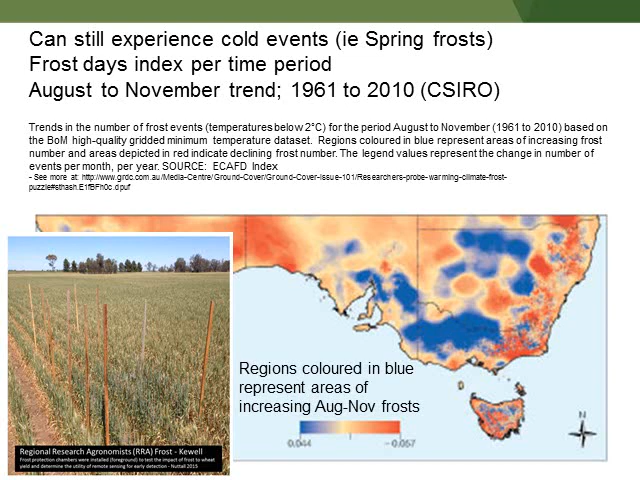 Can still experience cold events (ie Spring frosts)
Frost days index per time period
August to November trend; 1961 to 2010 (CSIRO)
Trends in the number of frost events (temperatures below 2°C) for the period August to November (1961 to 2010) based on
the BoM high-quality gridded minimum temperature dataset. Regions coloured in blue represent areas of increasing frost
number and areas depicted in red indicate declining frost number. The legend values represent the change in number of
events per month, per year. SOURCE: ECAFD Index
- See more at: http://www.grdc.com.au/Media-Centre/Ground-Cover/Ground-Cover-Issue-101/Researchers-probe-warming-climate-frost-
puzzle#sthash.E1fBFh0c.dpuf
Regions coloured in blue
represent areas of
increasing Aug-Nov frosts
0.044 -0.057
N
Regional Research Agronomists (RRA) Frost - Kewell
Frost protection chambers were installed (foreground) to test the impact of frost to wheat
yield and determine the utility of remote sensing for early detection - Nuttall 2015